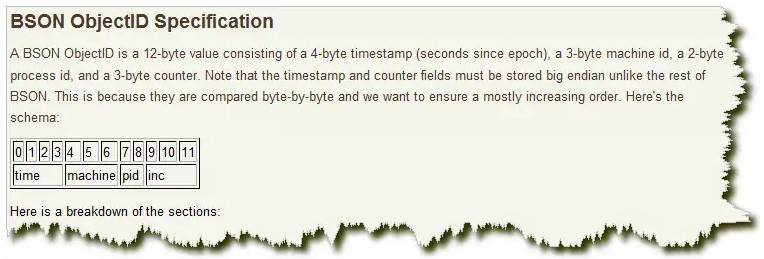 BSON ObjectID Specification
A BSON ObjectID is a 12-byte value consisting of a 4-byte timestamp (seconds since epoch), a 3-byte machine id, a 2-byte
process id, and a 3-byte counter. Note that the timestamp and counter fields must be stored big endian unlike the rest of
BSON. This is because they are compared byte-by-byte and we want to ensure a mostly increasing order. Here's the
schema:
0 1 2 3 4 5 6 7 8 9 10 11
time machine pid inc
Here is a breakdown of the sections: